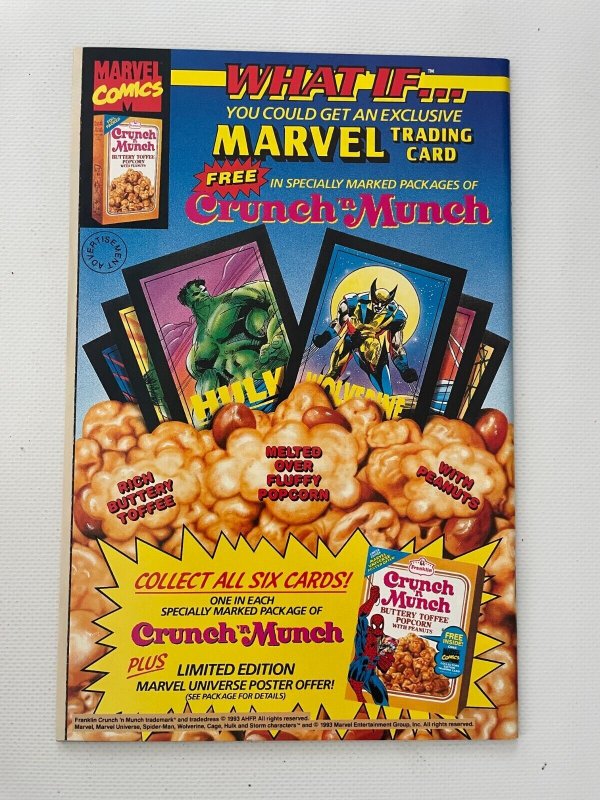 MARVEL
COMICS
M
WHAT IF...™
YOU COULD GET AN EXCLUSIVE
MARVEL TRADING CARD
FREE
IN SPECIALLY MARKED PACKAGES OF
Crunch 'n Munch
Crunch
'n
Munch
BUTTERY TOFFEE
POPCORN
WITH PEANUTS
ADVERTISEMENT
HULK
WOLVERINE
RICH
BUTTERY
TOFFEE
MELTED
OVER
FLUFFY
POPCORN
WITH
PEANUTS
COLLECT ALL SIX CARDS!
ONE IN EACH
SPECIALLY MARKED PACKAGE OF
Crunch 'n Munch
PLUS
LIMITED EDITION
MARVEL UNIVERSE POSTER OFFER!
(SEE PACKAGE FOR DETAILS)
Franklin
Crunch
'n
Munch
BUTTERY TOFFEE
POPCORN
WITH PEANUTS
FREE
INSIDE!
COMICS
Franklin Crunch 'n Munch trademark* and tradedress © 1993 AHFP. All rights reserved.
Marvel, Marvel Universe, Spider-Man, Wolverine, Cage, Hulk and Storm characters™ and © 1993 Marvel Entertainment Group, Inc. All rights reserved.